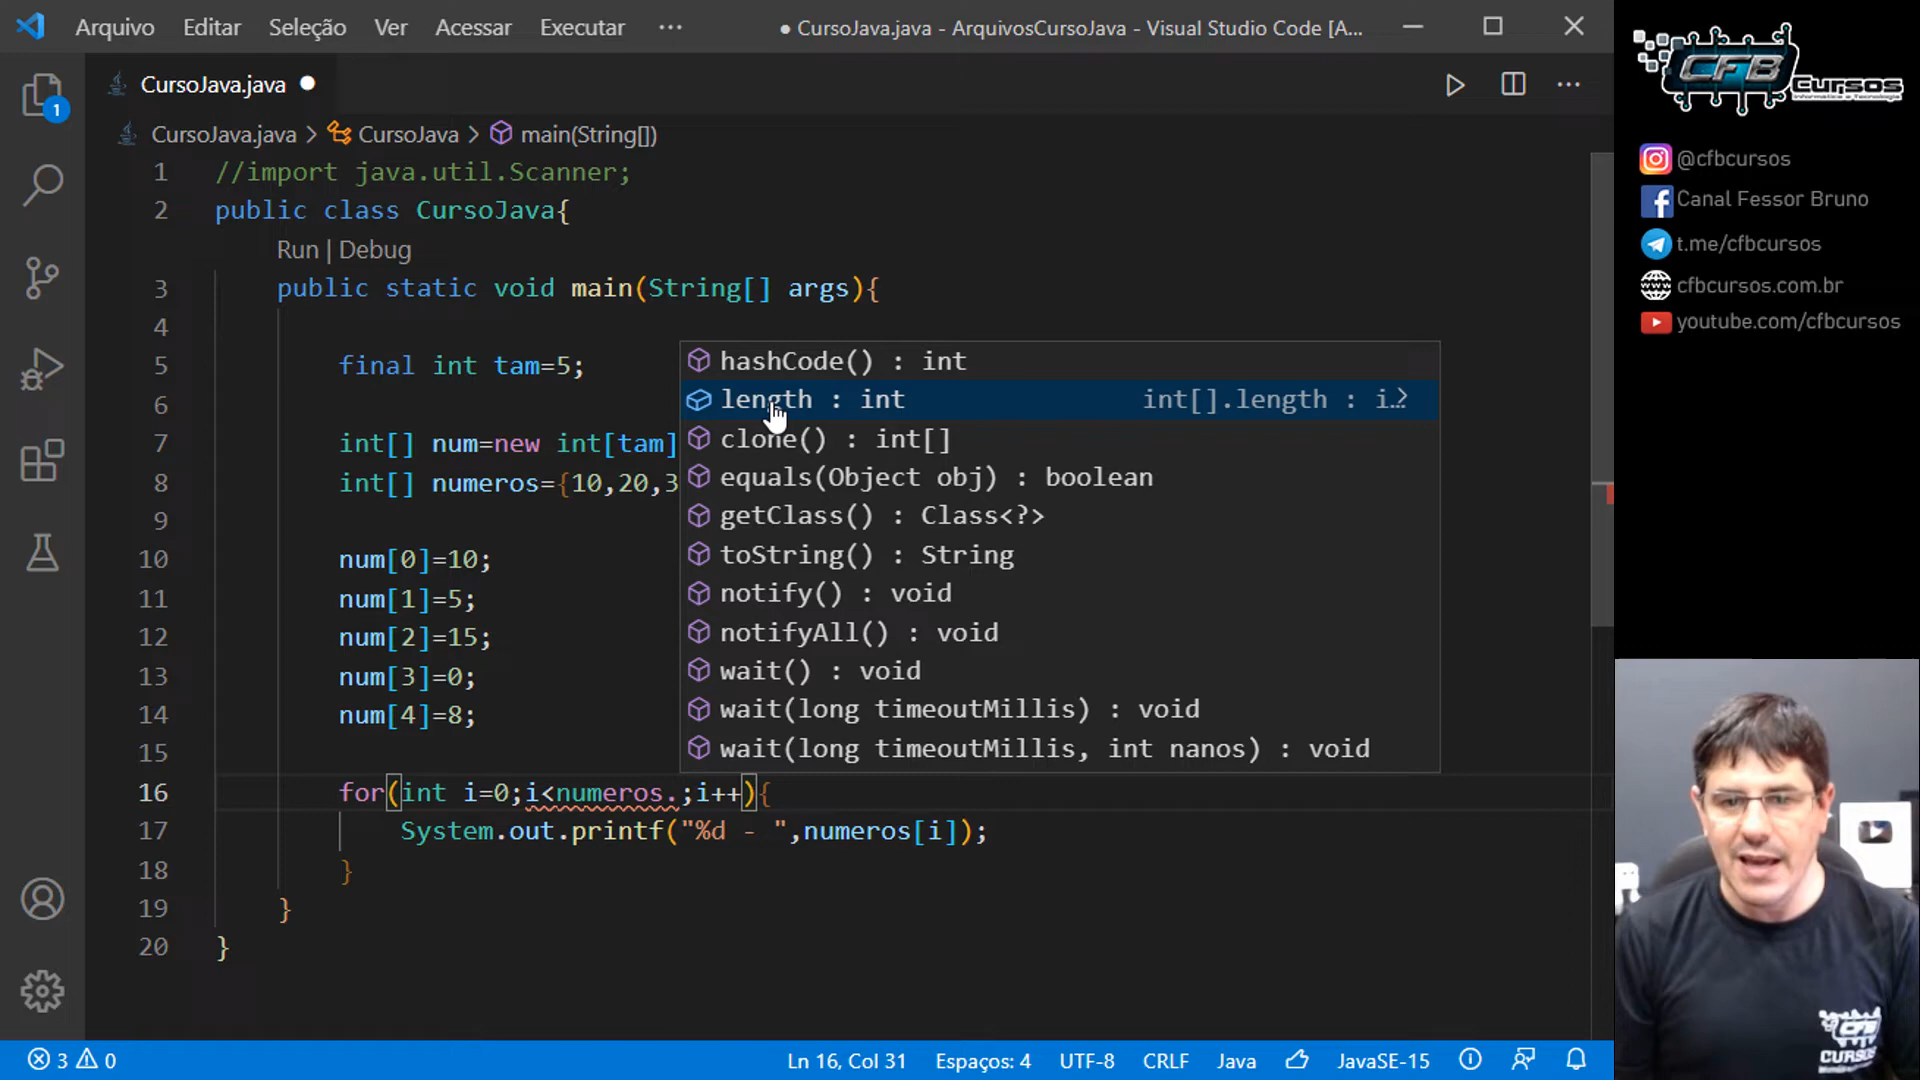 Arquivo Editar Seleção Ver Acessar Executar ··· ● CursoJava.java - ArquivosCursoJava - Visual Studio Code [A...
CursoJava.java ●
CursoJava.java > CursoJava > main(String[])
1 //import java.util.Scanner;
2 public class CursoJava{
Run | Debug
3 public static void main(String[] args){
4
5 final int tam=5;
6
7 int[] num=new int[tam]
8 int[] numeros={10,20,3
9
10 num[0]=10;
11 num[1]=5;
12 num[2]=15;
13 num[3]=0;
14 num[4]=8;
15
16 for(int i=0;i<numeros.;i++){
17 System.out.printf("%d - ",numeros[i]);
18 }
19 }
20 }
hashCode() : int
length : int int[].length : i...
clone() : int[]
equals(Object obj) : boolean
getClass() : Class<?>
toString() : String
notify() : void
notifyAll() : void
wait() : void
wait(long timeoutMillis) : void
wait(long timeoutMillis, int nanos) : void
1
3 0 Ln 16, Col 31 Espaços: 4 UTF-8 CRLF Java JavaSE-15
CFB Cursos
@cfbcursos
Canal Fessor Bruno
t.me/cfbcursos
cfbcursos.com.br
youtube.com/cfbcursos
CFB
CURSOS